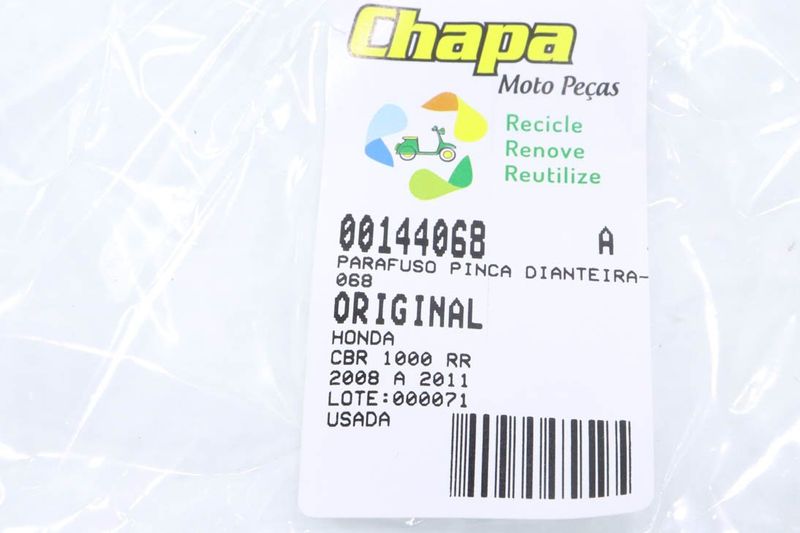 Chapa
Moto Peças
Recicle
Renove
Reutilize
00144068 A
PARAFUSO PINCA DIANTEIRA-
068
ORIGINAL
HONDA
CBR 1000 RR
2008 A 2011
LOTE:000071
USADA